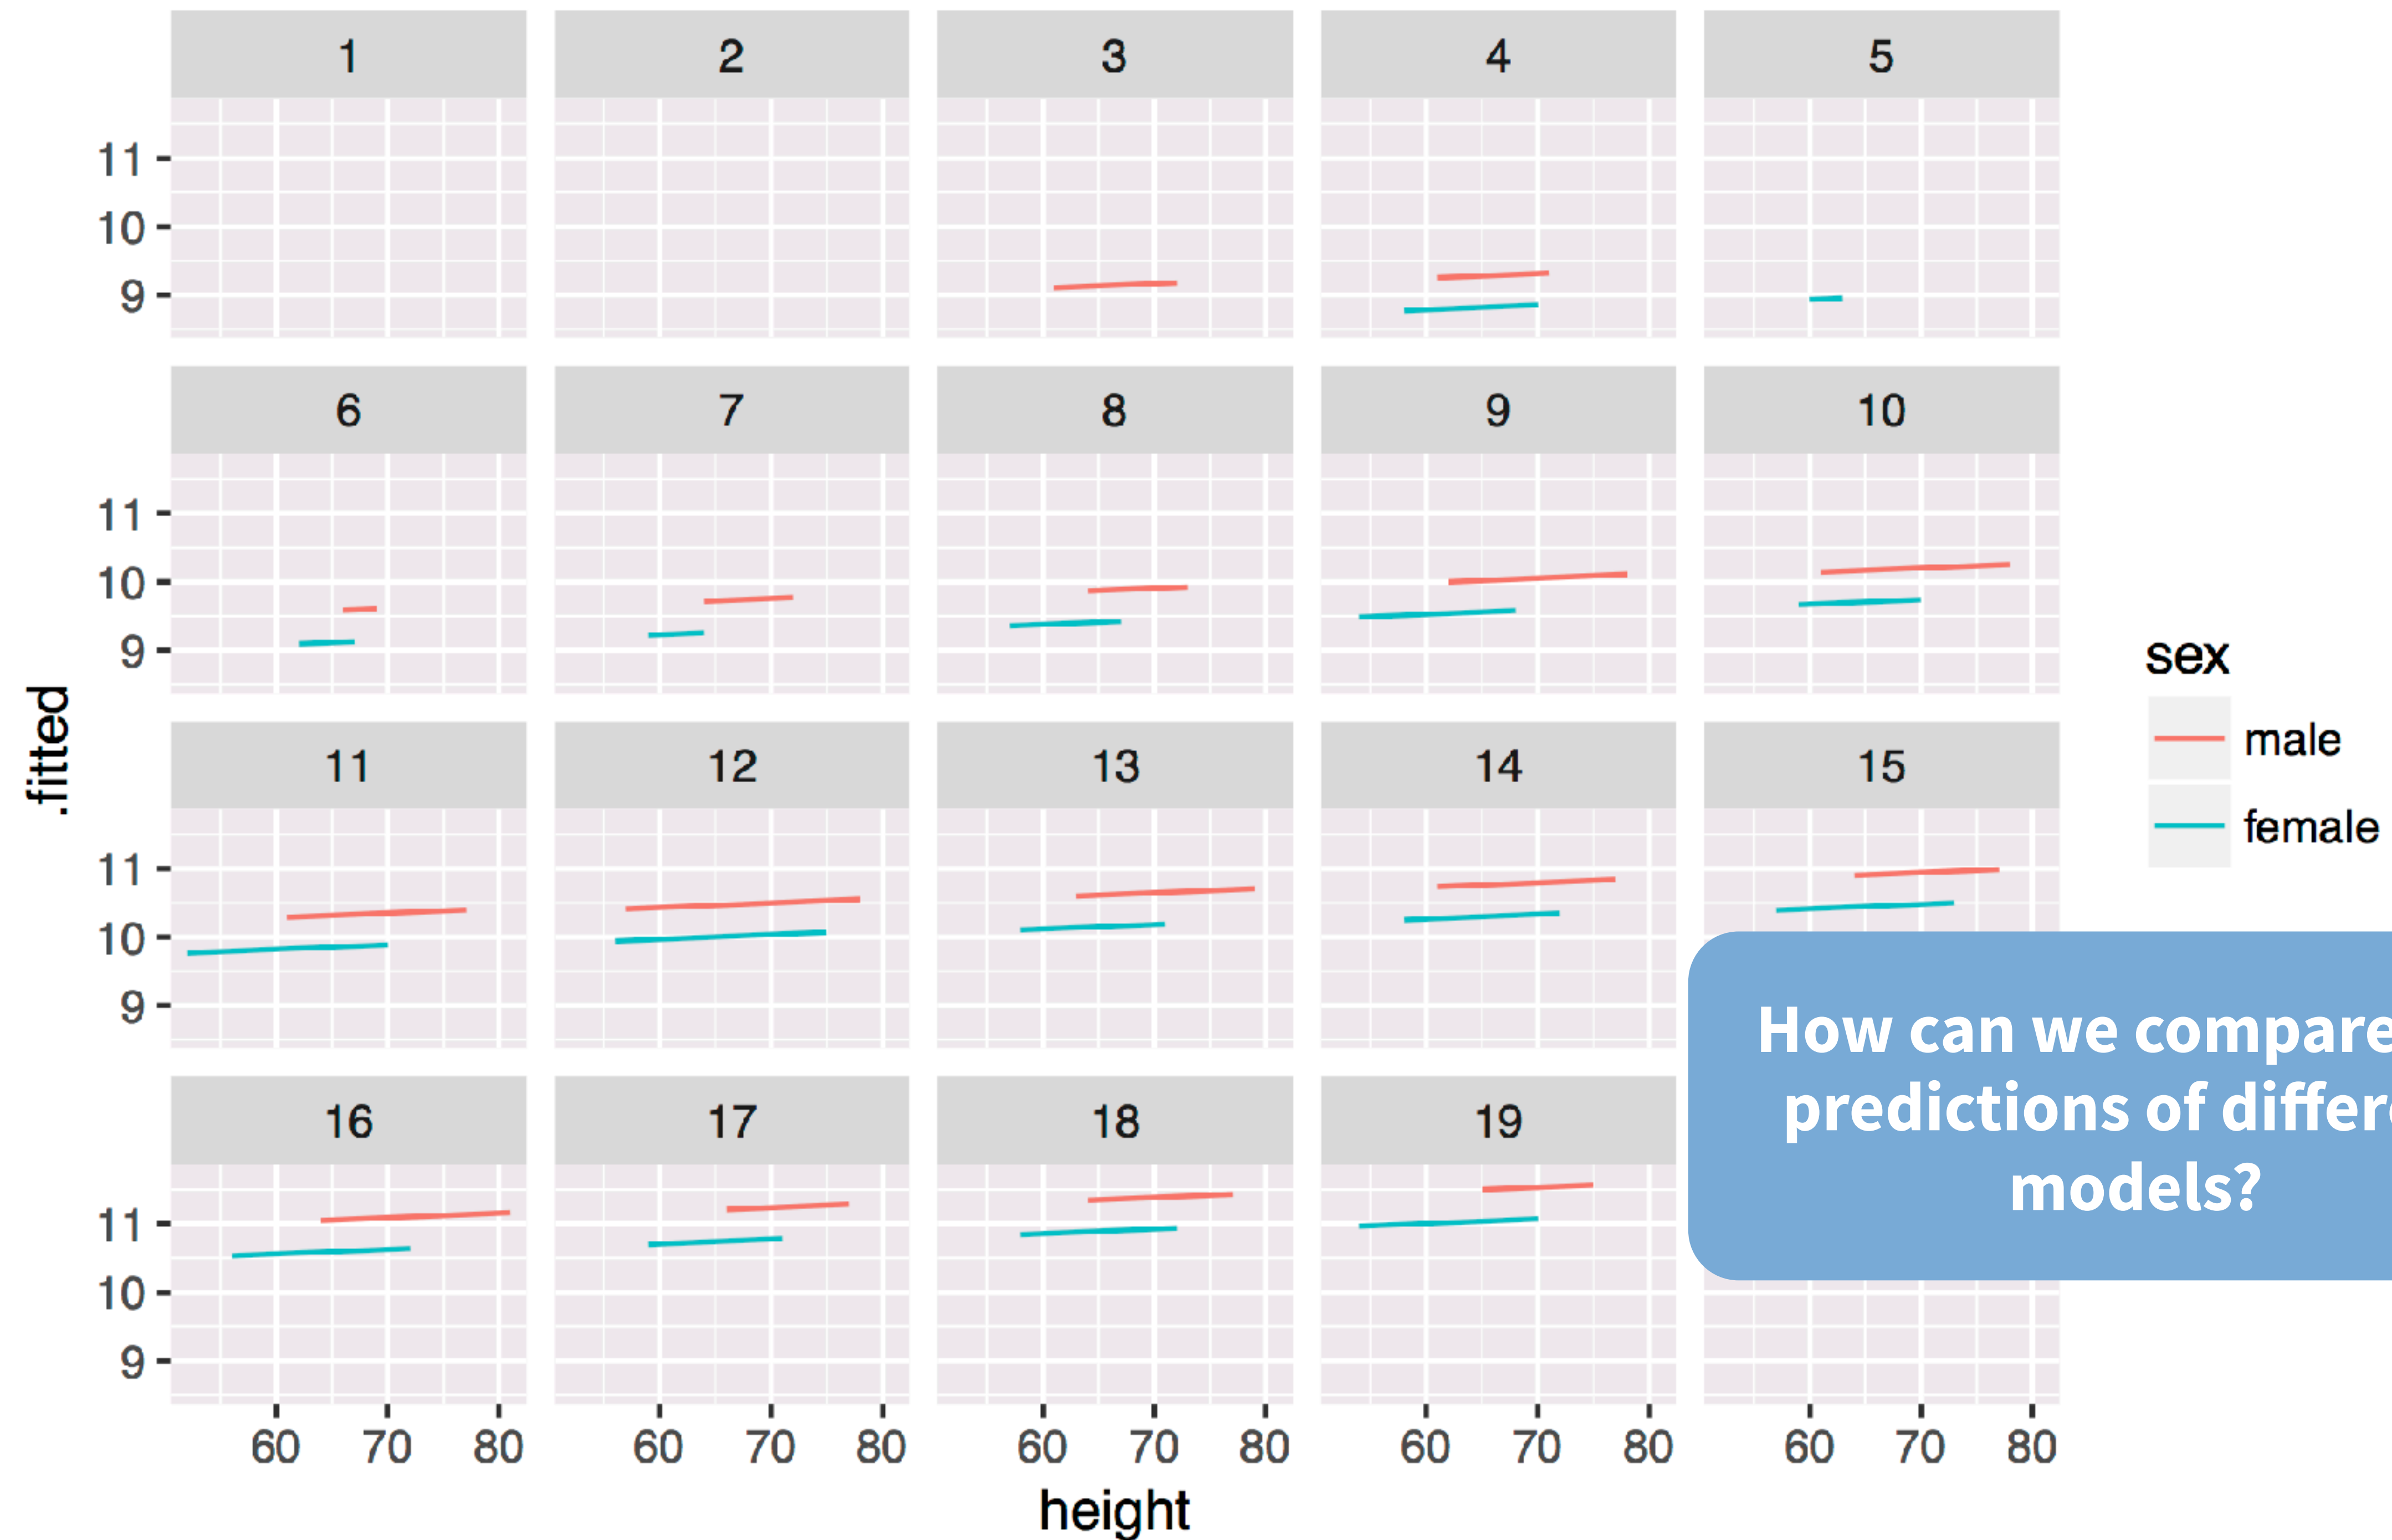 1 2 3 4 5
11
10
9
6 7 8 9 10
11
10
9
.fitted
sex
male
female
11 12 13 14 15
11
10
9
How can we compare
predictions of differ
models?
16 17 18 19
11
10
9
60 70 80 60 70 80 60 70 80 60 70 80 60 70 80
height